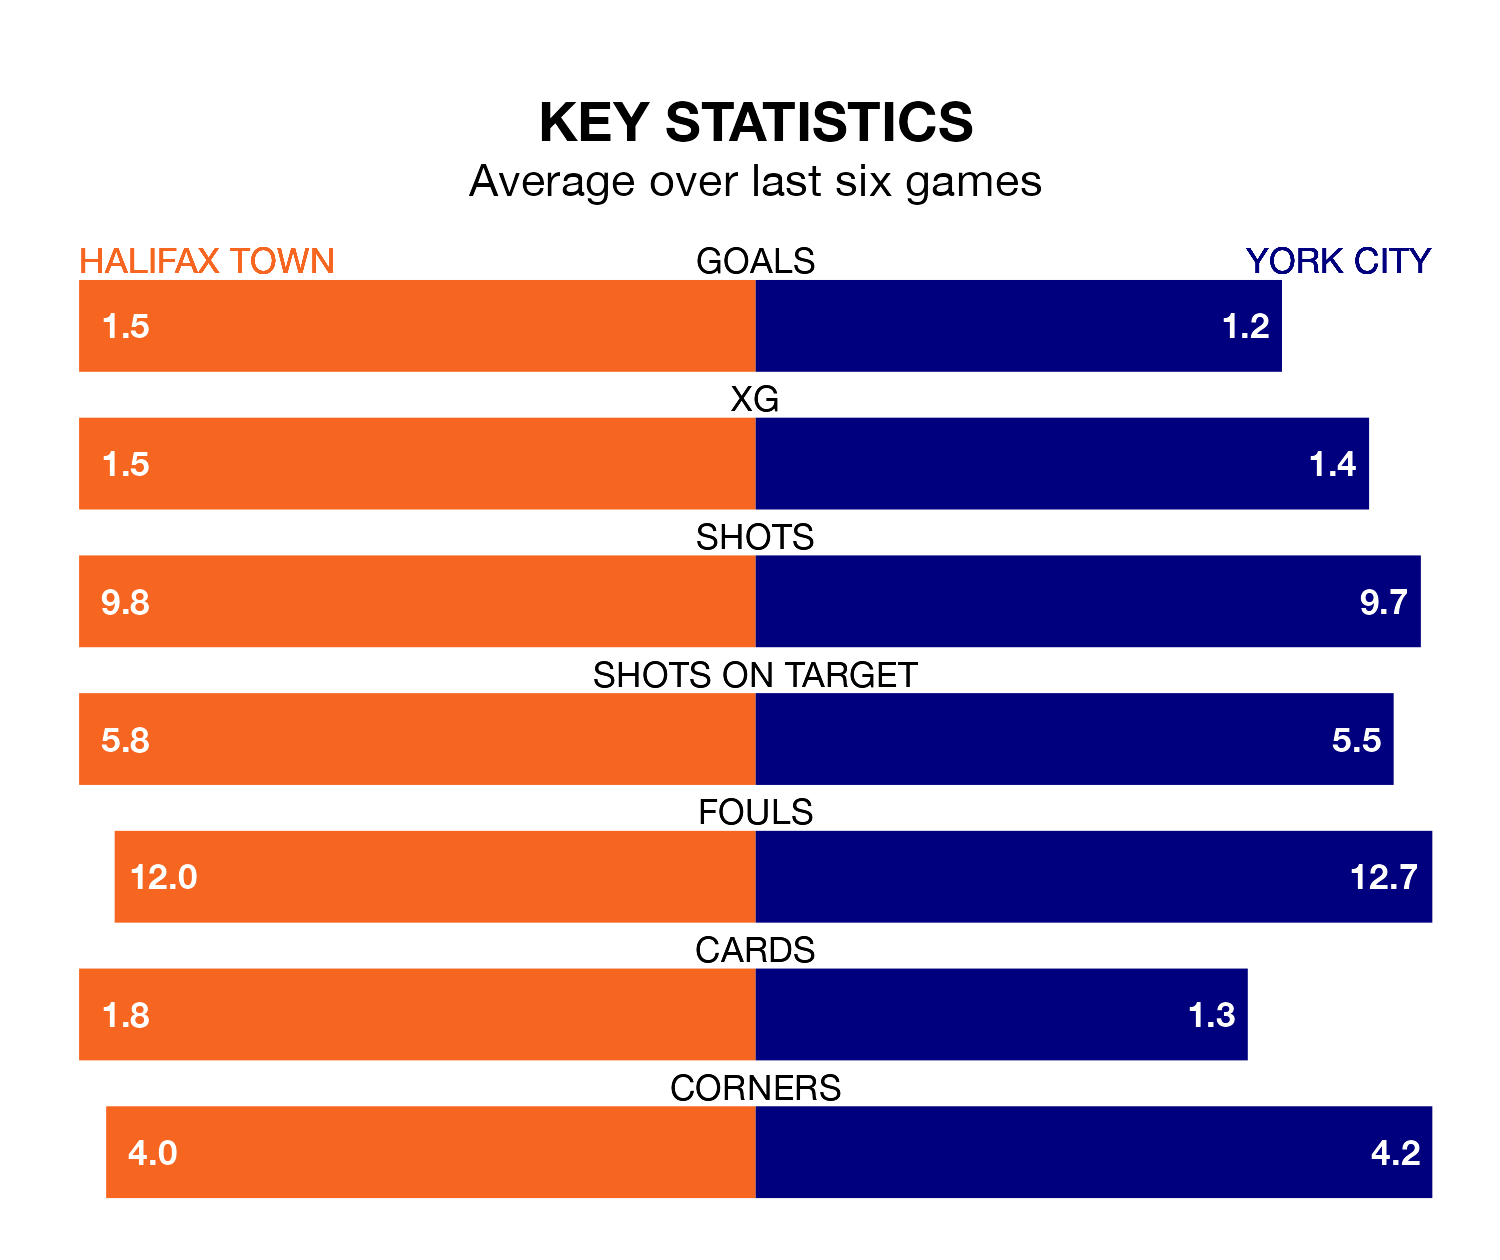 KEY STATISTICS
Average over last six games
HALIFAX TOWN GOALS YORK CITY
1.5 1.2
XG
1.5 1.4
SHOTS
9.8 9.7
SHOTS ON TARGET
5.8 5.5
FOULS
12.0 12.7
CARDS
1.8 1.3
CORNERS
4.0 4.2